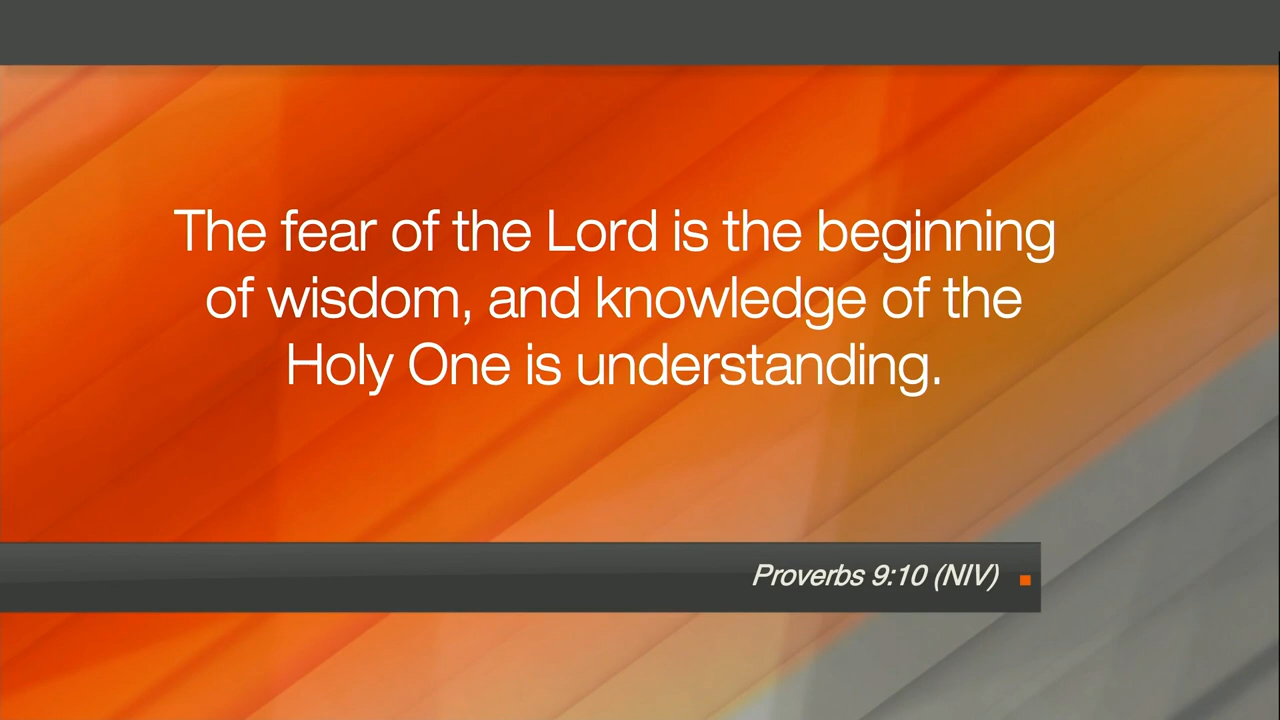 The fear of the Lord is the beginning
of wisdom, and knowledge of the
Holy One is understanding.
Proverbs 9:10 (NIV)